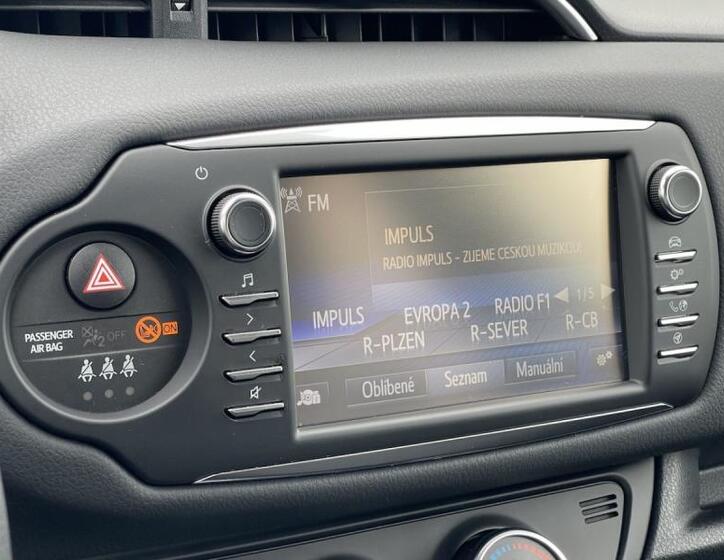 FM
IMPULS
RADIO IMPULS - ZIJEME CESKOU MUZIKOU
IMPULS EVROPA 2 RADIO F1 1/5
R-PLZEN R-SEVER R-CB
Oblíbené Seznam Manuální
PASSENGER
AIR BAG
2 OFF
ON